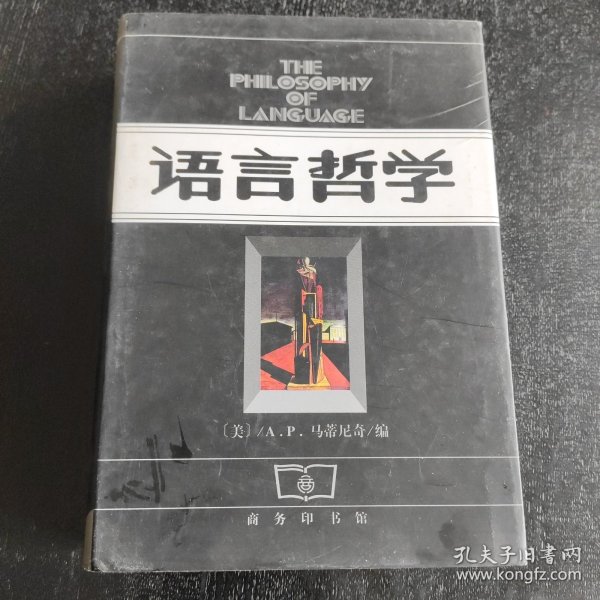 THE
PHILOSOPHY
OF
LANGUAGE
语言哲学
〔美〕/A.P.马蒂尼奇/编
商务印书馆
孔夫子旧书网
www.kongfz.com